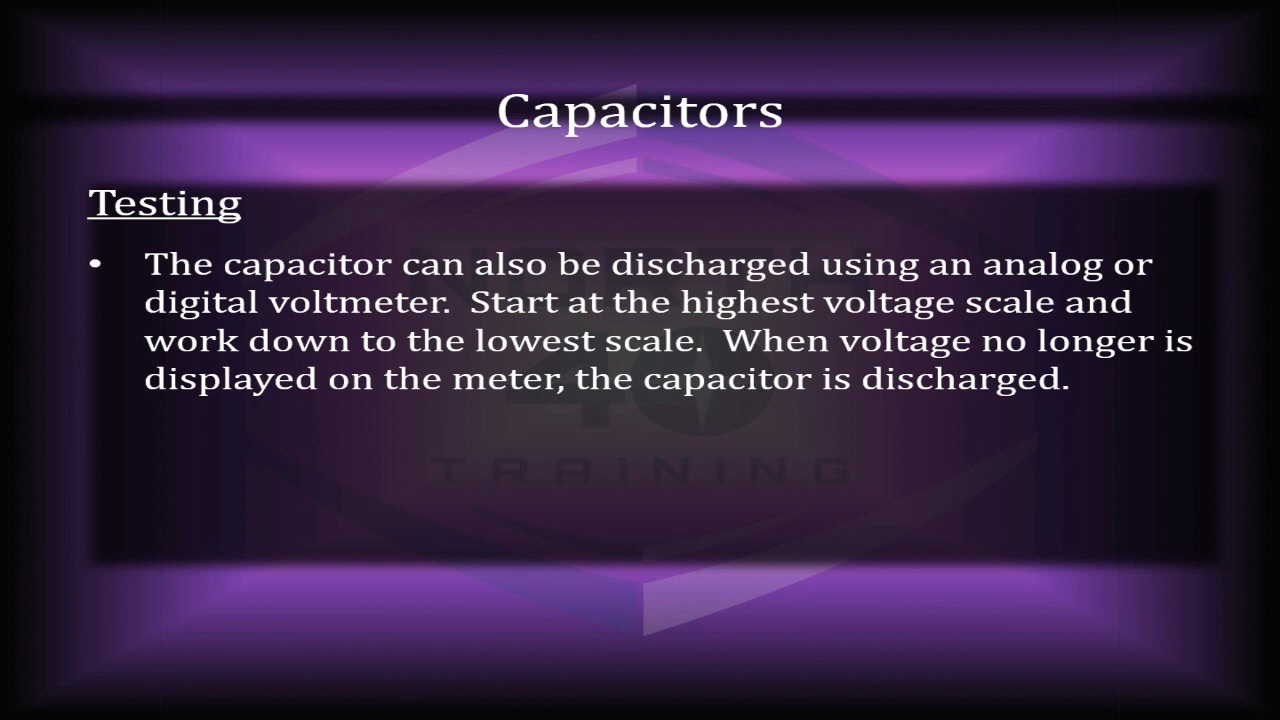 Capacitors
Testing
• The capacitor can also be discharged using an analog or
digital voltmeter.  Start at the highest voltage scale and
work down to the lowest scale.  When voltage no longer is
displayed on the meter, the capacitor is discharged.
NORTH
40
TRAINING